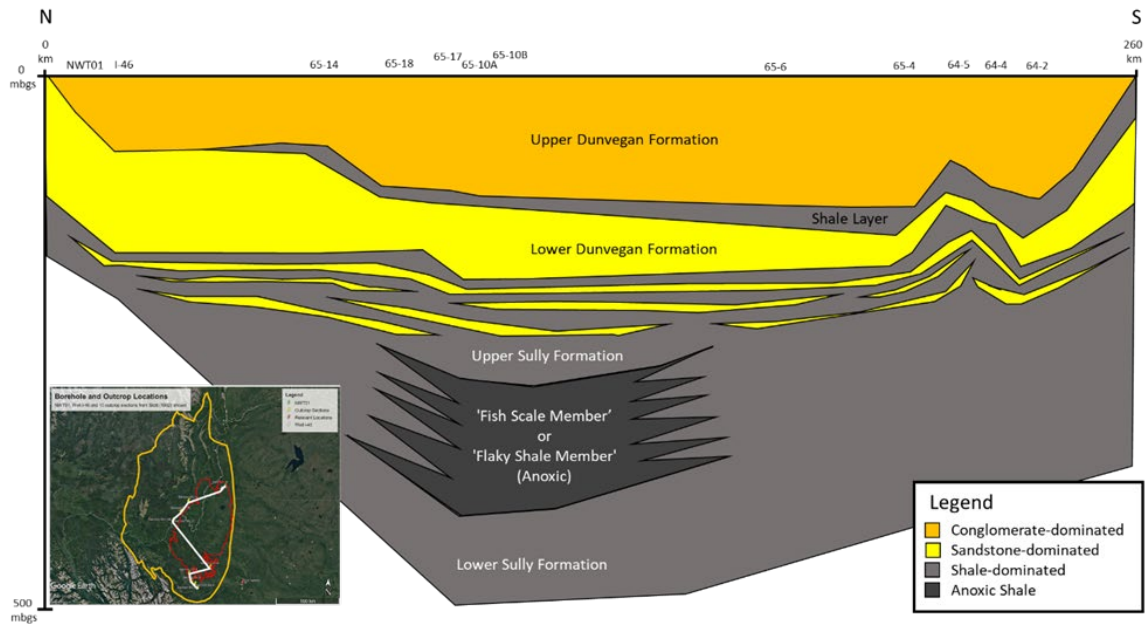 N
S
0
km
260
km
NWT01
I-46
65-14
65-18
65-17
65-10A
65-10B
65-6
65-4
64-5
64-4
64-2
0
mbgs
Upper Dunvegan Formation
Shale Layer
Lower Dunvegan Formation
Upper Sully Formation
'Fish Scale Member’
or
'Flaky Shale Member'
(Anoxic)
Lower Sully Formation
500
mbgs
Borehole and Outcrop Locations
Legend
NWT01
Outcrop Sections
Google Earth
Legend
Conglomerate-dominated
Sandstone-dominated
Shale-dominated
Anoxic Shale